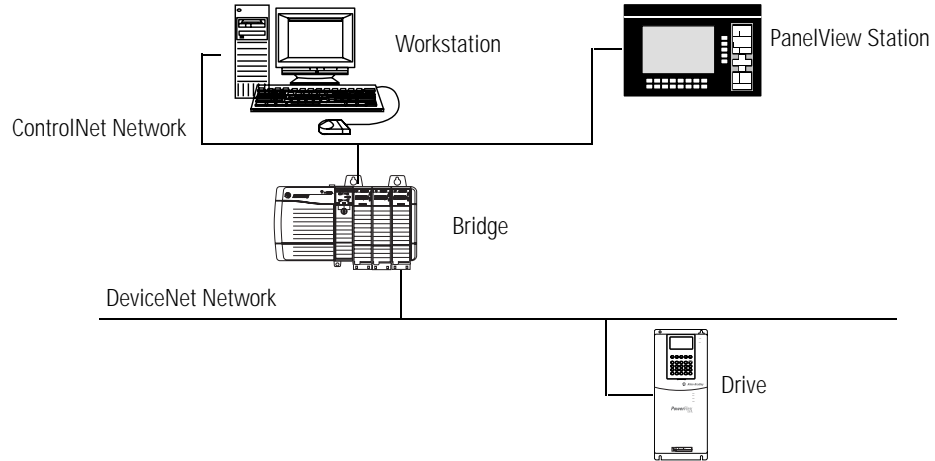 Workstation
PanelView Station
ControlNet Network
Bridge
DeviceNet Network
Drive